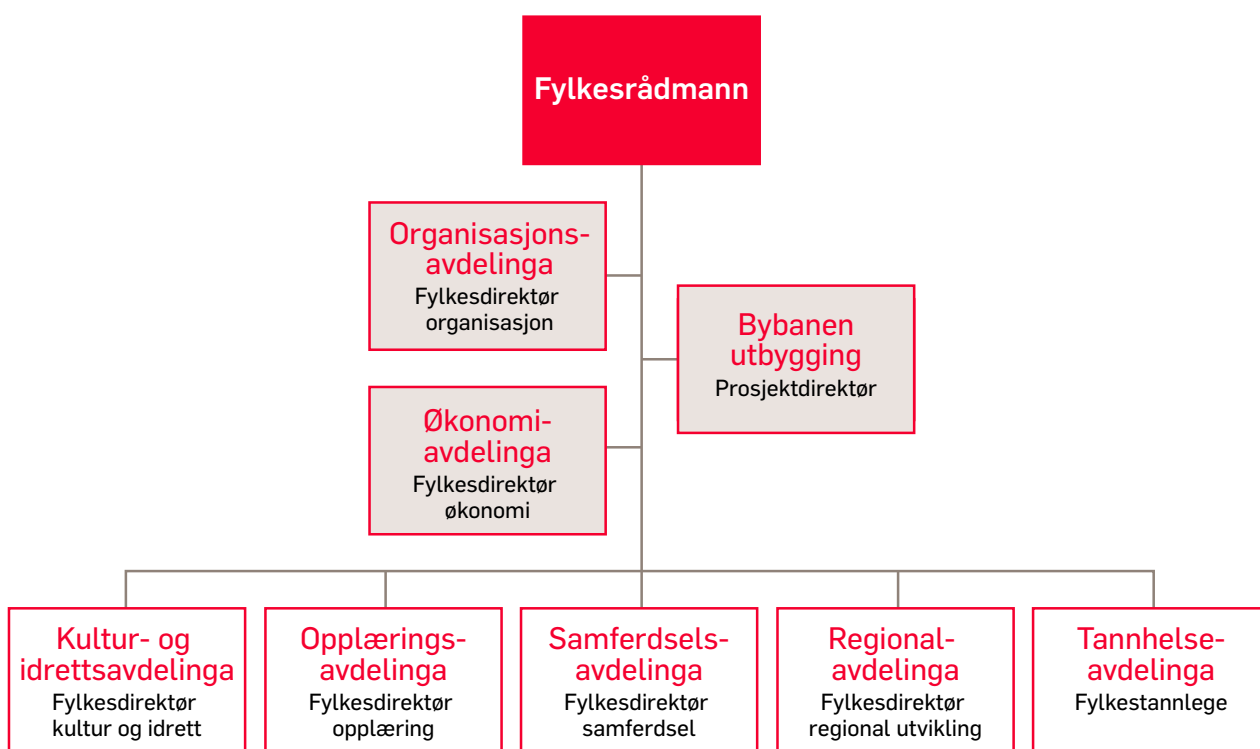 Fylkesrådmann
Organisasjons-
avdelinga
Fylkesdirektør
organisasjon
Bybanen
utbygging
Prosjektdirektør
Økonomi-
avdelinga
Fylkesdirektør
økonomi
Kultur- og
idrettsavdelinga
Fylkesdirektør
kultur og idrett
Opplærings-
avdelinga
Fylkesdirektør
opplæring
Samferdsels-
avdelinga
Fylkesdirektør
samferdsel
Regional-
avdelinga
Fylkesdirektør
regional utvikling
Tannhelse-
avdelinga
Fylkestannlege